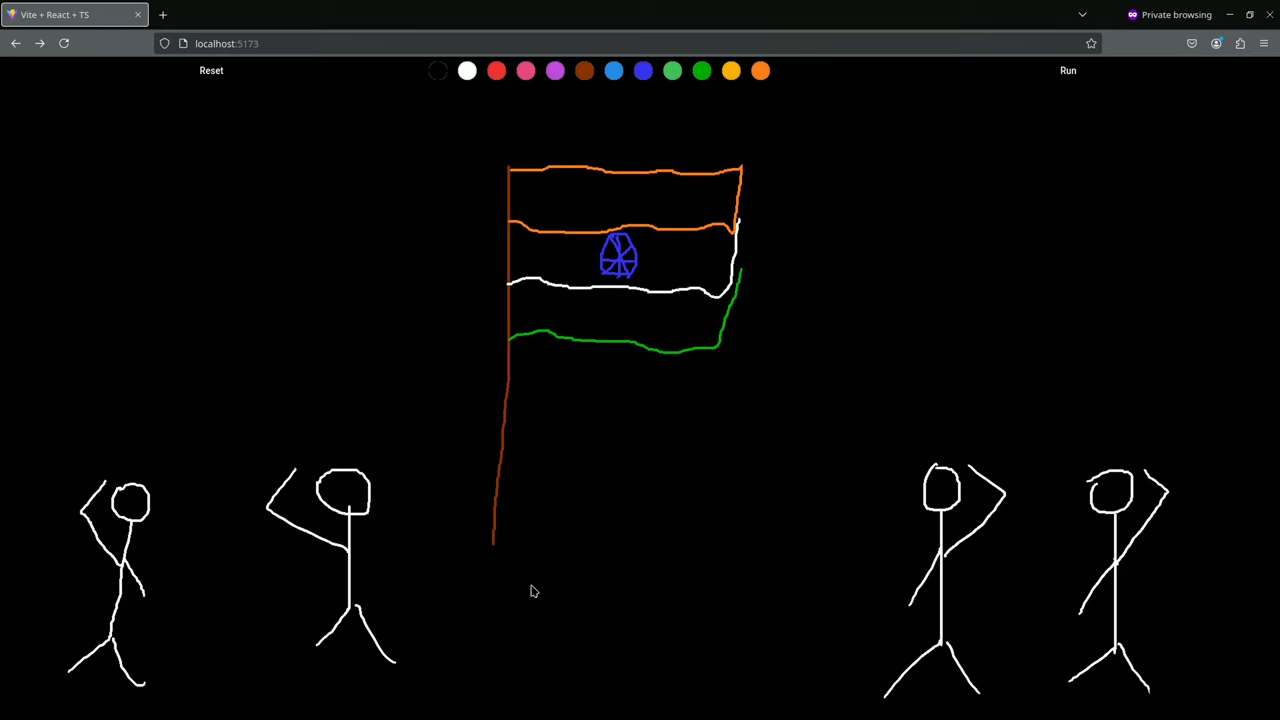 Vite + React + TS
Private browsing
localhost:5173
Reset
Run